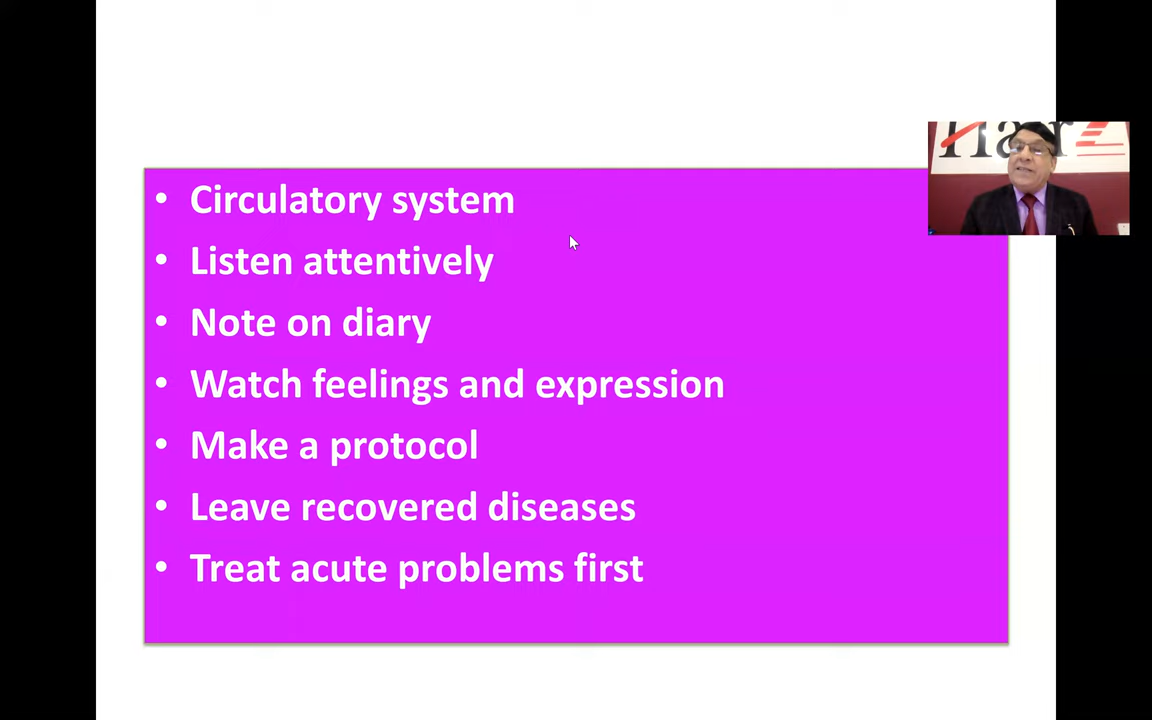 • Circulatory system
• Listen attentively
• Note on diary
• Watch feelings and expression
• Make a protocol
• Leave recovered diseases
• Treat acute problems first